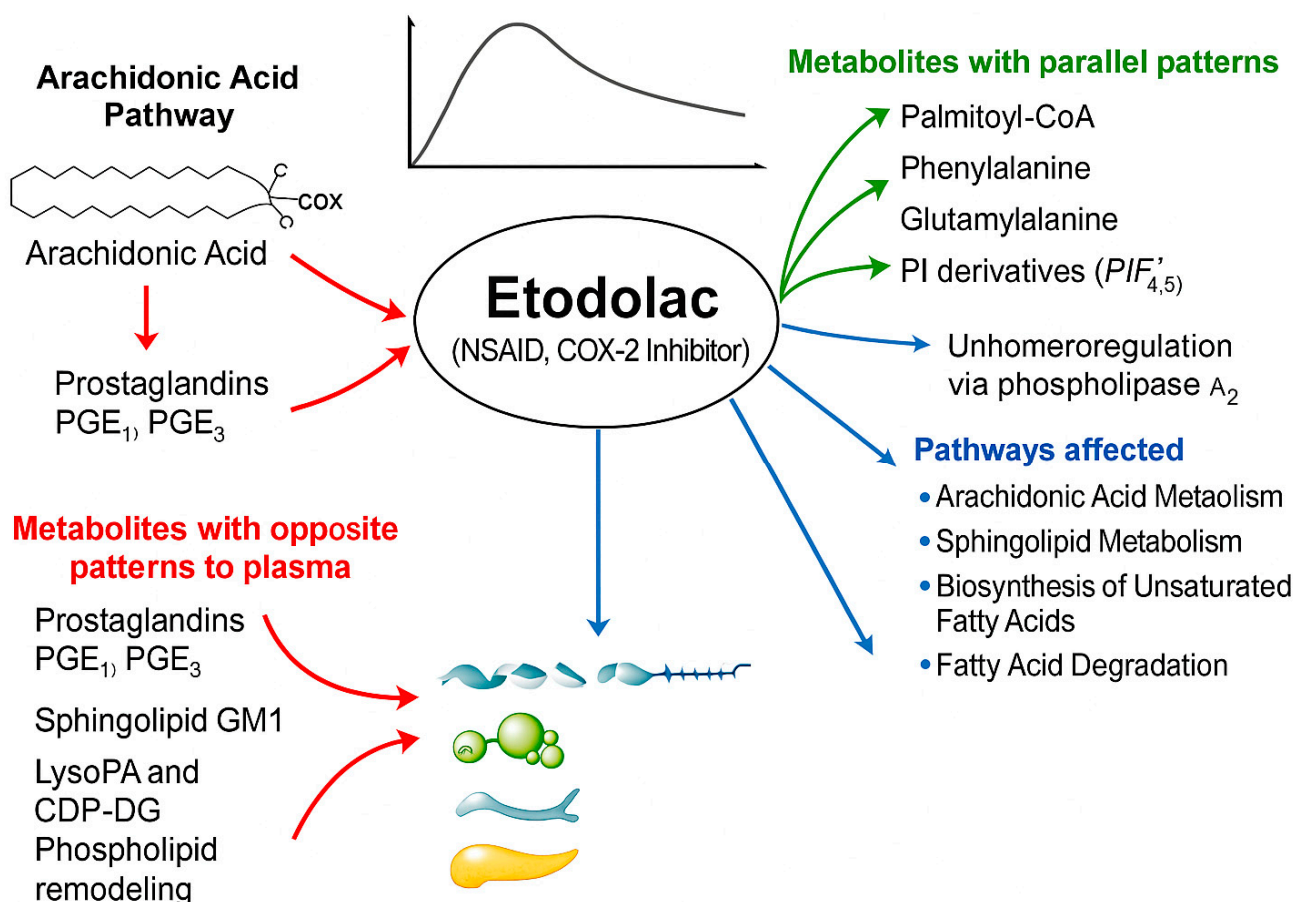 Arachidonic Acid
Pathway
C
COX
C
Arachidonic Acid
Prostaglandins
PGE₁₎ PGE₃
Etodolac
(NSAID, COX-2 Inhibitor)
Metabolites with parallel patterns
Palmitoyl-CoA
Phenylalanine
Glutamylalanine
PI derivatives (PIF'₄,₅)
Unhomeroregulation
via phospholipase A₂
Pathways affected
• Arachidonic Acid Metaolism
• Sphingolipid Metabolism
• Biosynthesis of Unsaturated
Fatty Acids
• Fatty Acid Degradation
Metabolites with opposite
patterns to plasma
Prostaglandins
PGE₁₎ PGE₃
Sphingolipid GM1
LysoPA and
CDP-DG
Phospholipid
remodeling